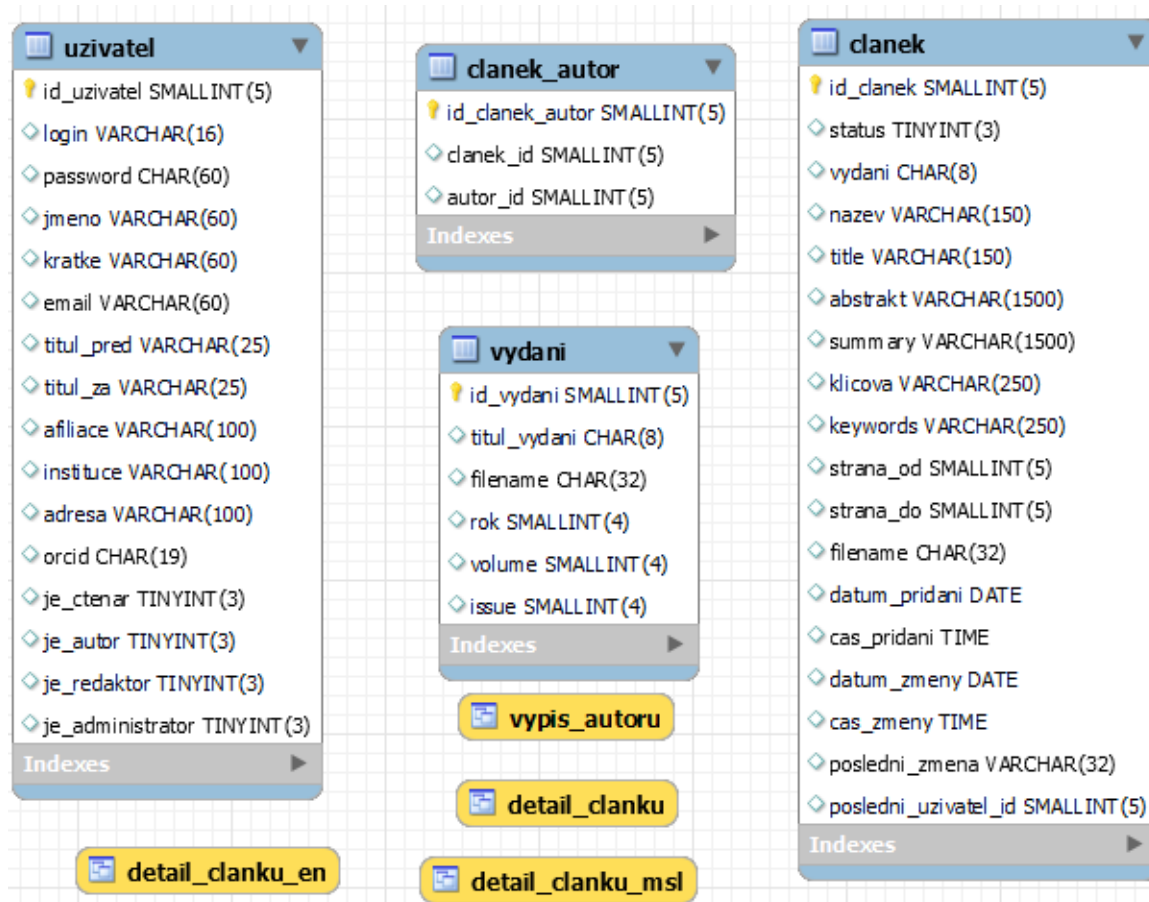 uzivatel
id_uzivatel SMALLINT(5)
login VARCHAR(16)
password CHAR(60)
jmeno VARCHAR(60)
kratke VARCHAR(60)
email VARCHAR(60)
titul_pred VARCHAR(25)
titul_za VARCHAR(25)
afiliace VARCHAR(100)
instituce VARCHAR(100)
adresa VARCHAR(100)
orcid CHAR(19)
je_ctenar TINYINT(3)
je_autor TINYINT(3)
je_redaktor TINYINT(3)
je_administrator TINYINT(3)
Indexes
detail_clanku_en
clanek_autor
id_clanek_autor SMALLINT(5)
clanek_id SMALLINT(5)
autor_id SMALLINT(5)
Indexes
vydani
id_vydani SMALLINT(5)
titul_vydani CHAR(8)
filename CHAR(32)
rok SMALLINT(4)
volume SMALLINT(4)
issue SMALLINT(4)
Indexes
vypis_autoru
detail_clanku
detail_clanku_msl
clanek
id_clanek SMALLINT(5)
status TINYINT(3)
vydani CHAR(8)
nazev VARCHAR(150)
title VARCHAR(150)
abstrakt VARCHAR(1500)
summary VARCHAR(1500)
klicova VARCHAR(250)
keywords VARCHAR(250)
strana_od SMALLINT(5)
strana_do SMALLINT(5)
filename CHAR(32)
datum_pridani DATE
cas_pridani TIME
datum_zmeny DATE
cas_zmeny TIME
posledni_zmena VARCHAR(32)
posledni_uzivatel_id SMALLINT(5)
Indexes